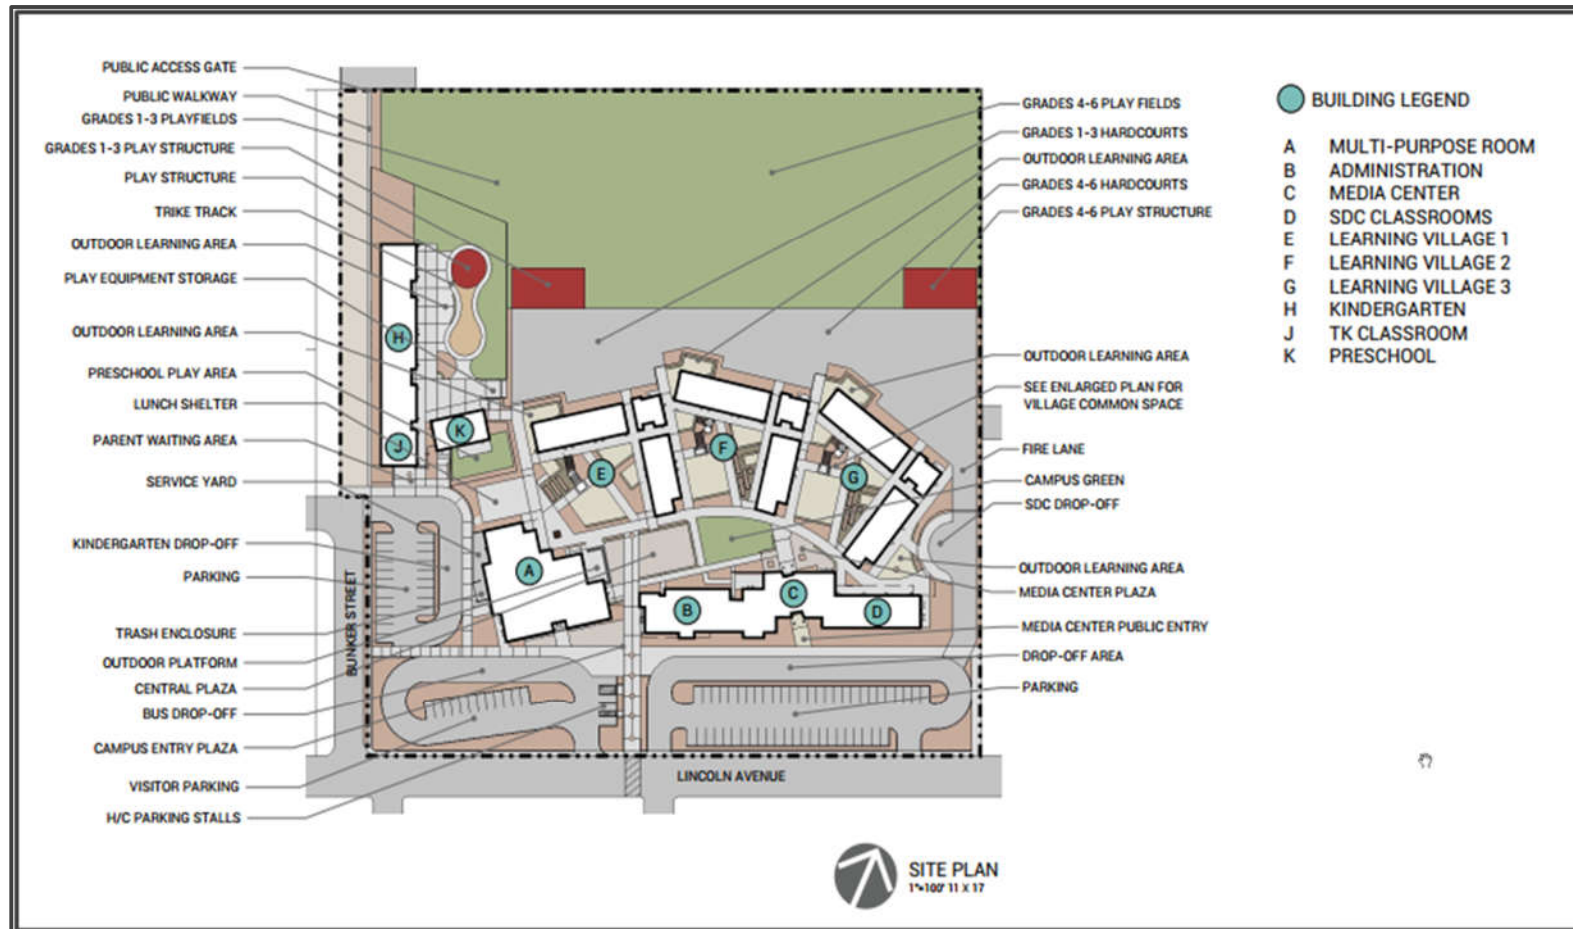 PUBLIC ACCESS GATE
PUBLIC WALKWAY
GRADES 1-3 PLAYFIELDS
GRADES 1-3 PLAY STRUCTURE
PLAY STRUCTURE
TRIKE TRACK
OUTDOOR LEARNING AREA
PLAY EQUIPMENT STORAGE
OUTDOOR LEARNING AREA
PRESCHOOL PLAY AREA
LUNCH SHELTER
PARENT WAITING AREA
SERVICE YARD
KINDERGARTEN DROP-OFF
PARKING
TRASH ENCLOSURE
OUTDOOR PLATFORM
CENTRAL PLAZA
BUS DROP-OFF
CAMPUS ENTRY PLAZA
VISITOR PARKING
H/C PARKING STALLS
BUNKER STREET
H
J
K
E
F
G
A
B
C
D
LINCOLN AVENUE
GRADES 4-6 PLAY FIELDS
GRADES 1-3 HARDCOURTS
OUTDOOR LEARNING AREA
GRADES 4-6 HARDCOURTS
GRADES 4-6 PLAY STRUCTURE
OUTDOOR LEARNING AREA
SEE ENLARGED PLAN FOR
VILLAGE COMMON SPACE
FIRE LANE
CAMPUS GREEN
SDC DROP-OFF
OUTDOOR LEARNING AREA
MEDIA CENTER PLAZA
MEDIA CENTER PUBLIC ENTRY
DROP-OFF AREA
PARKING
BUILDING LEGEND
A MULTI-PURPOSE ROOM
B ADMINISTRATION
C MEDIA CENTER
D SDC CLASSROOMS
E LEARNING VILLAGE 1
F LEARNING VILLAGE 2
G LEARNING VILLAGE 3
H KINDERGARTEN
J TK CLASSROOM
K PRESCHOOL
SITE PLAN
1"=100' 11 X 17